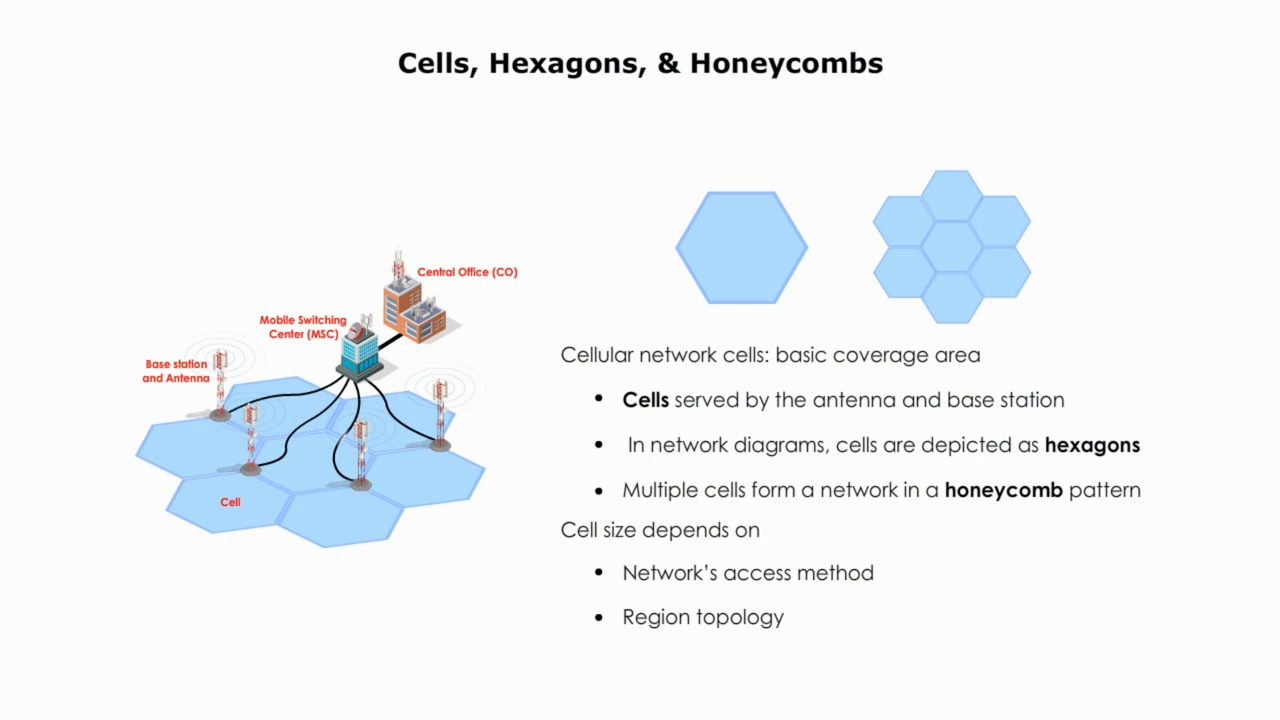 Cells, Hexagons, & Honeycombs
Central Office (CO)
Mobile Switching
Center (MSC)
Base station
and Antenna
Cell
Cellular network cells: basic coverage area
• Cells served by the antenna and base station
• In network diagrams, cells are depicted as hexagons
• Multiple cells form a network in a honeycomb pattern
Cell size depends on
• Network’s access method
• Region topology